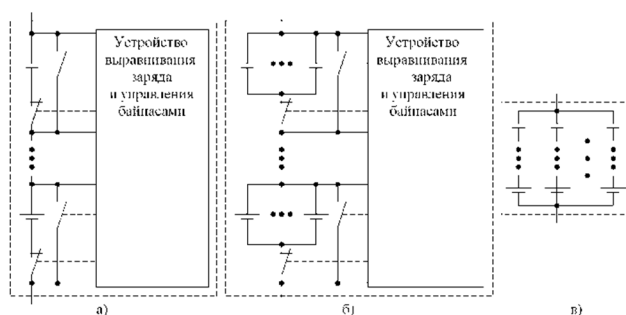 Устройство
выравнивания
заряда
и управления
байпасами
Устройство
выравнивания
заряда
и управления
байпасами
а)
б)
в)